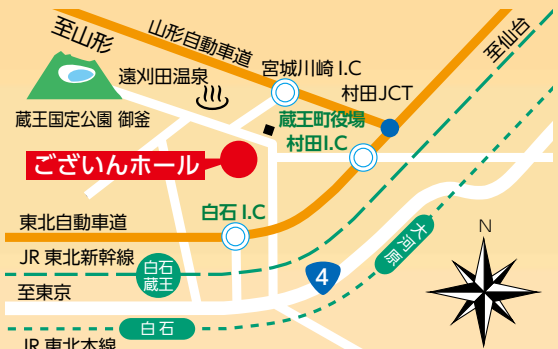 至山形
山形自動車道
至仙台
宮城川崎 I.C
遠刈田温泉
村田JCT
蔵王国定公園 御釜
蔵王町役場
村田I.C
ございんホール
白石 I.C
東北自動車道
大河原
N
JR 東北新幹線
白石
蔵王
4
至東京
白石
JR 東北本線